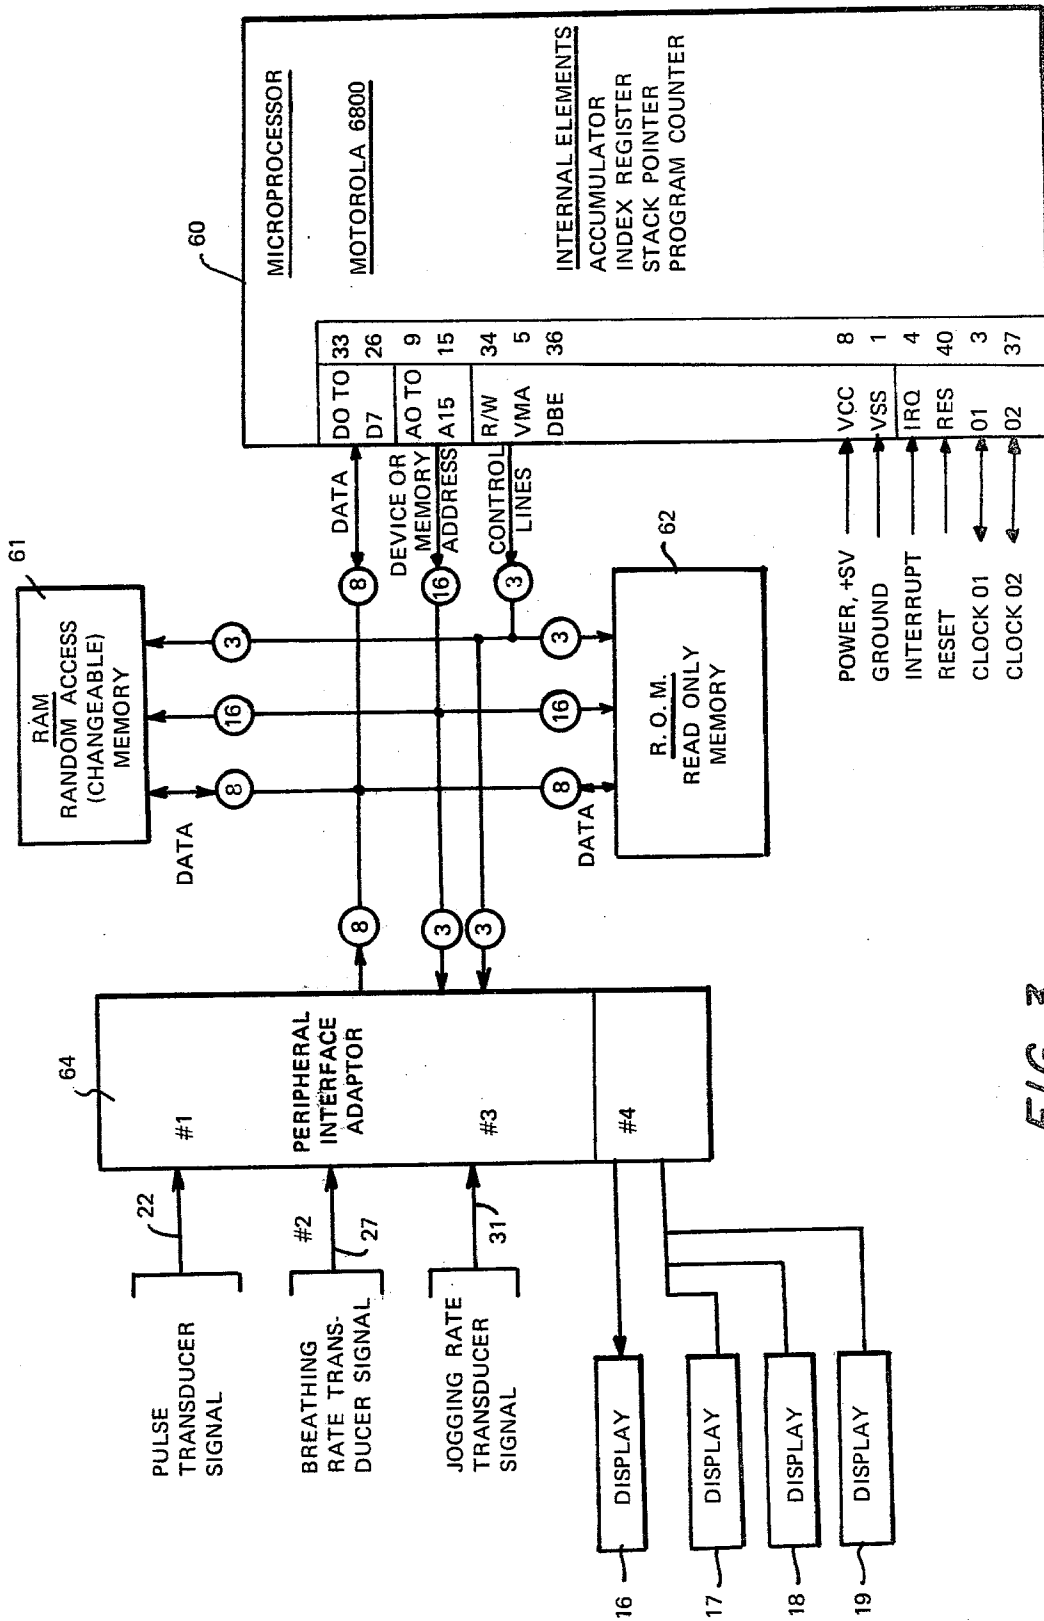 PULSE
TRANSDUCER
SIGNAL
22
BREATHING
RATE TRANS-
DUCER SIGNAL
#2
27
JOGGING RATE
TRANSDUCER
SIGNAL
31
16
DISPLAY
17
DISPLAY
18
DISPLAY
19
DISPLAY
64
#1
PERIPHERAL
INTERFACE
ADAPTOR
#3
#4
8
3
3
61
RAM
RANDOM ACCESS
(CHANGEABLE)
MEMORY
DATA
8
16
3
8
16
3
DATA
62
R.O.M.
READ ONLY
MEMORY
8
DATA
16
DEVICE OR
MEMORY
ADDRESS
3
CONTROL
LINES
60
MICROPROCESSOR
MOTOROLA 6800
INTERNAL ELEMENTS
ACCUMULATOR
INDEX REGISTER
STACK POINTER
PROGRAM COUNTER
DO TO 33
D7 26
AO TO 9
A15 15
R/W 34
VMA 5
DBE 36
POWER, +SV VCC 8
GROUND VSS 1
INTERRUPT IRQ 4
RESET RES 40
CLOCK 01 01 3
CLOCK 02 02 37
FIG. 3